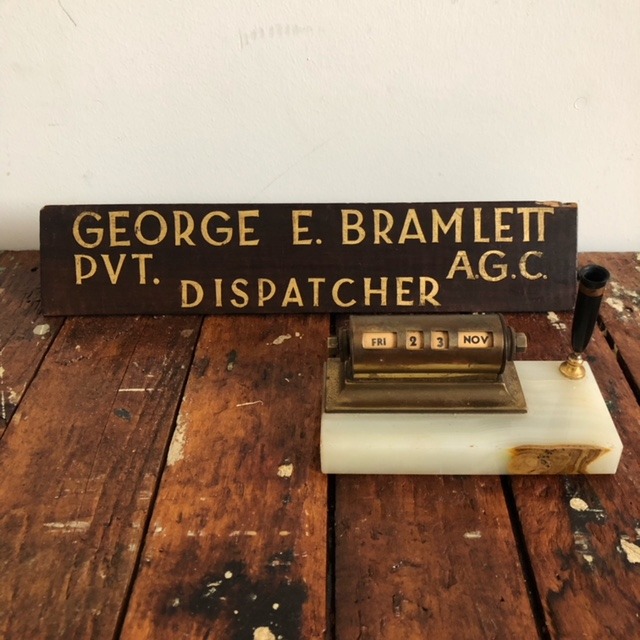 GEORGE E. BRAMLETT
PVT. A.G.C.
DISPATCHER
FRI 2 3 NOV